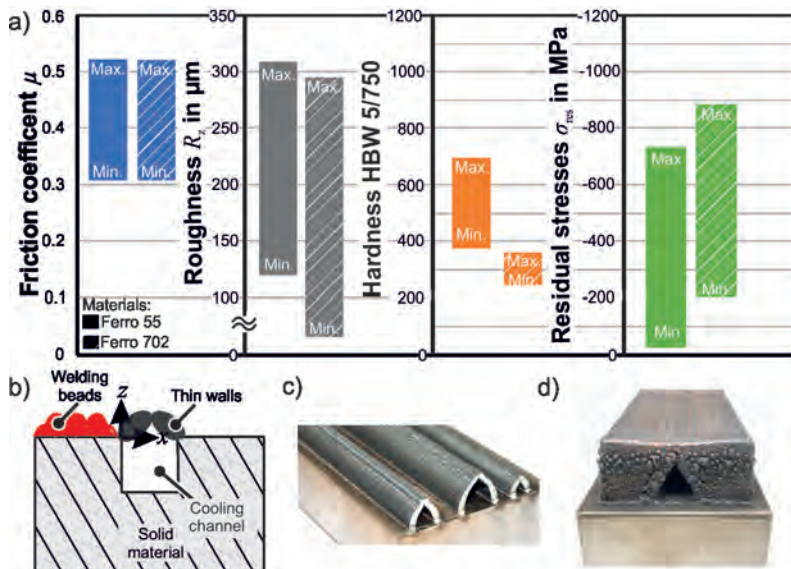 a)
Friction coefficent μ
0.6
0.5
0.4
0.3
0.2
0.1
0
Max.
Min.
Max.
Min.
Materials:
Ferro 55
Ferro 702
Roughness Rz in µm
350
300
250
200
150
100
0
Max.
Min.
Max.
Min.
Hardness HBW 5/750
1200
1000
800
600
400
200
0
Max.
Min.
Max.
Min.
Residual stresses σres in MPa
-1200
-1000
-800
-600
-400
-200
0
Max.
Min.
Max.
Min.
b)
Welding
beads
z
x
Thin walls
Cooling
channel
Solid
material
c)
d)